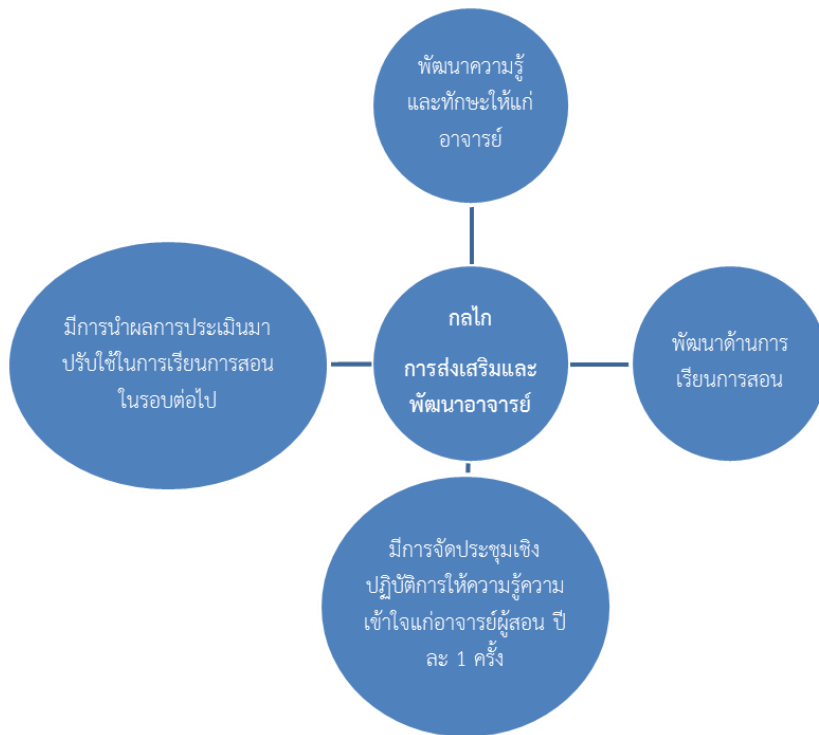 พัฒนาความรู้
และทักษะให้แก่
อาจารย์
มีการนำผลการประเมินมา
ปรับใช้ในการเรียนการสอน
ในรอบต่อไป
กลไก
การส่งเสริมและ
พัฒนาอาจารย์
พัฒนาด้านการ
เรียนการสอน
มีการจัดประชุมเชิง
ปฏิบัติการให้ความรู้ความ
เข้าใจแก่อาจารย์ผู้สอน ปี
ละ 1 ครั้ง